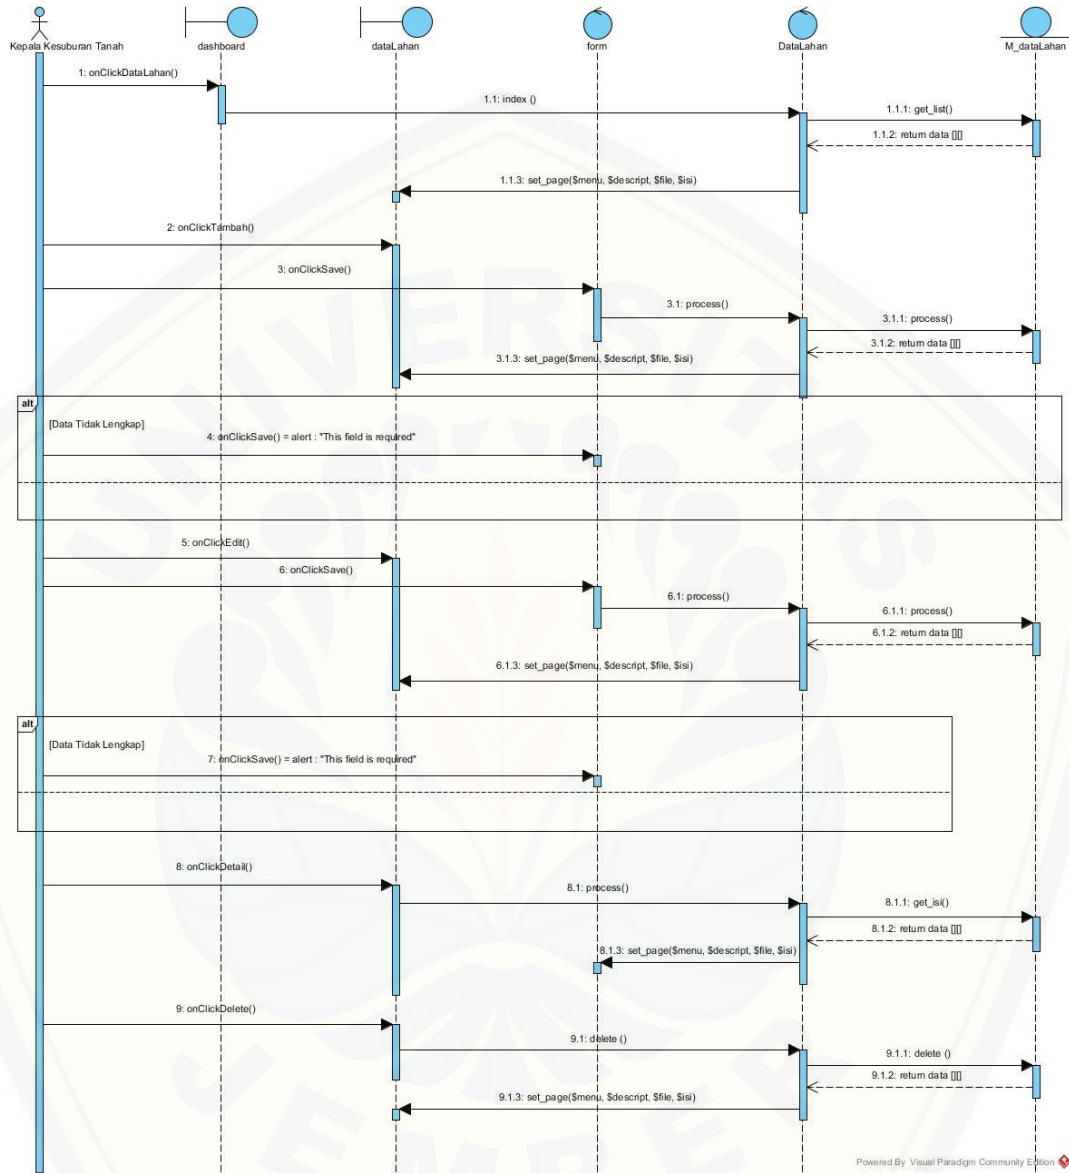 Kepala Kesuburan Tanah
dashboard
dataLahan
form
DataLahan
M_dataLahan
1: onClickDataLahan()
1.1: index ()
1.1.1: get_list()
1.1.2: return data [][]
1.1.3: set_page($menu, $descript, $file, $isi)
2: onClickTambah()
3: onClickSave()
3.1: process()
3.1.1: process()
3.1.2: return data [][]
3.1.3: set_page($menu, $descript, $file, $isi)
alt
[Data Tidak Lengkap]
4: onClickSave() = alert : "This field is required"
5: onClickEdit()
6: onClickSave()
6.1: process()
6.1.1: process()
6.1.2: return data [][]
6.1.3: set_page($menu, $descript, $file, $isi)
alt
[Data Tidak Lengkap]
7: onClickSave() = alert : "This field is required"
8: onClickDetail()
8.1: process()
8.1.1: get_isi()
8.1.2: return data [][]
8.1.3: set_page($menu, $descript, $file, $isi)
9: onClickDelete()
9.1: delete ()
9.1.1: delete ()
9.1.2: return data [][]
9.1.3: set_page($menu, $descript, $file, $isi)
UNIVERSITAS
JEMBER
Powered By Visual Paradigm Community Edition